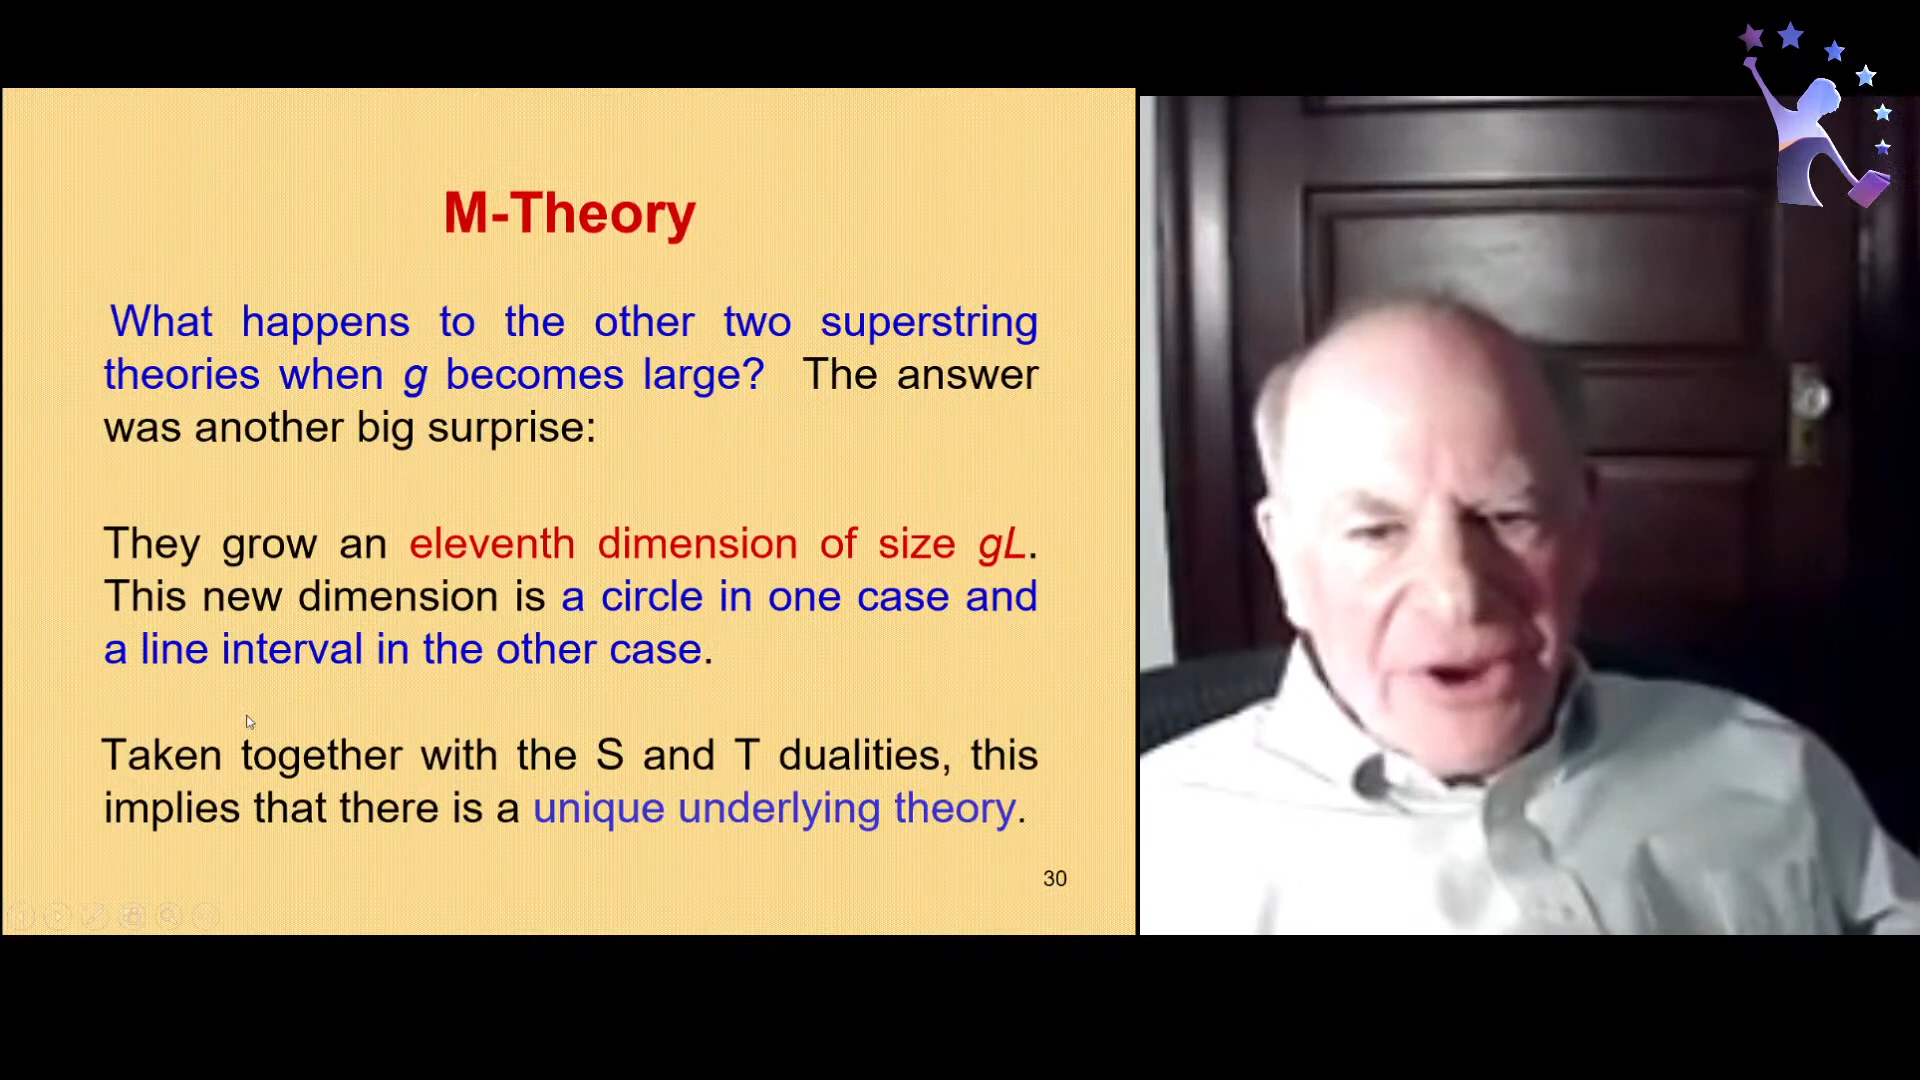 M-Theory
What happens to the other two superstring
theories when g becomes large? The answer
was another big surprise:
They grow an eleventh dimension of size gL.
This new dimension is a circle in one case and
a line interval in the other case.
Taken together with the S and T dualities, this
implies that there is a unique underlying theory.
30